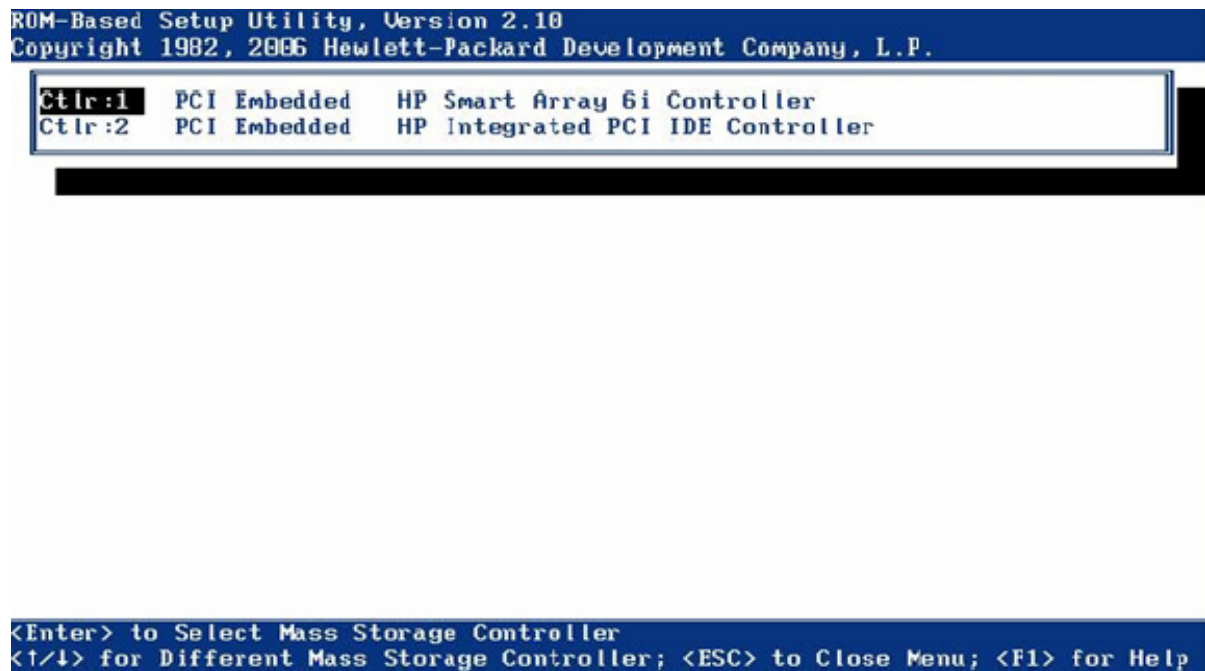 ROM-Based Setup Utility, Version 2.10
Copyright 1982, 2006 Hewlett-Packard Development Company, L.P.
Ctlr:1 PCI Embedded HP Smart Array 6i Controller
Ctlr:2 PCI Embedded HP Integrated PCI IDE Controller
<Enter> to Select Mass Storage Controller
<↑/↓> for Different Mass Storage Controller; <ESC> to Close Menu; <F1> for Help